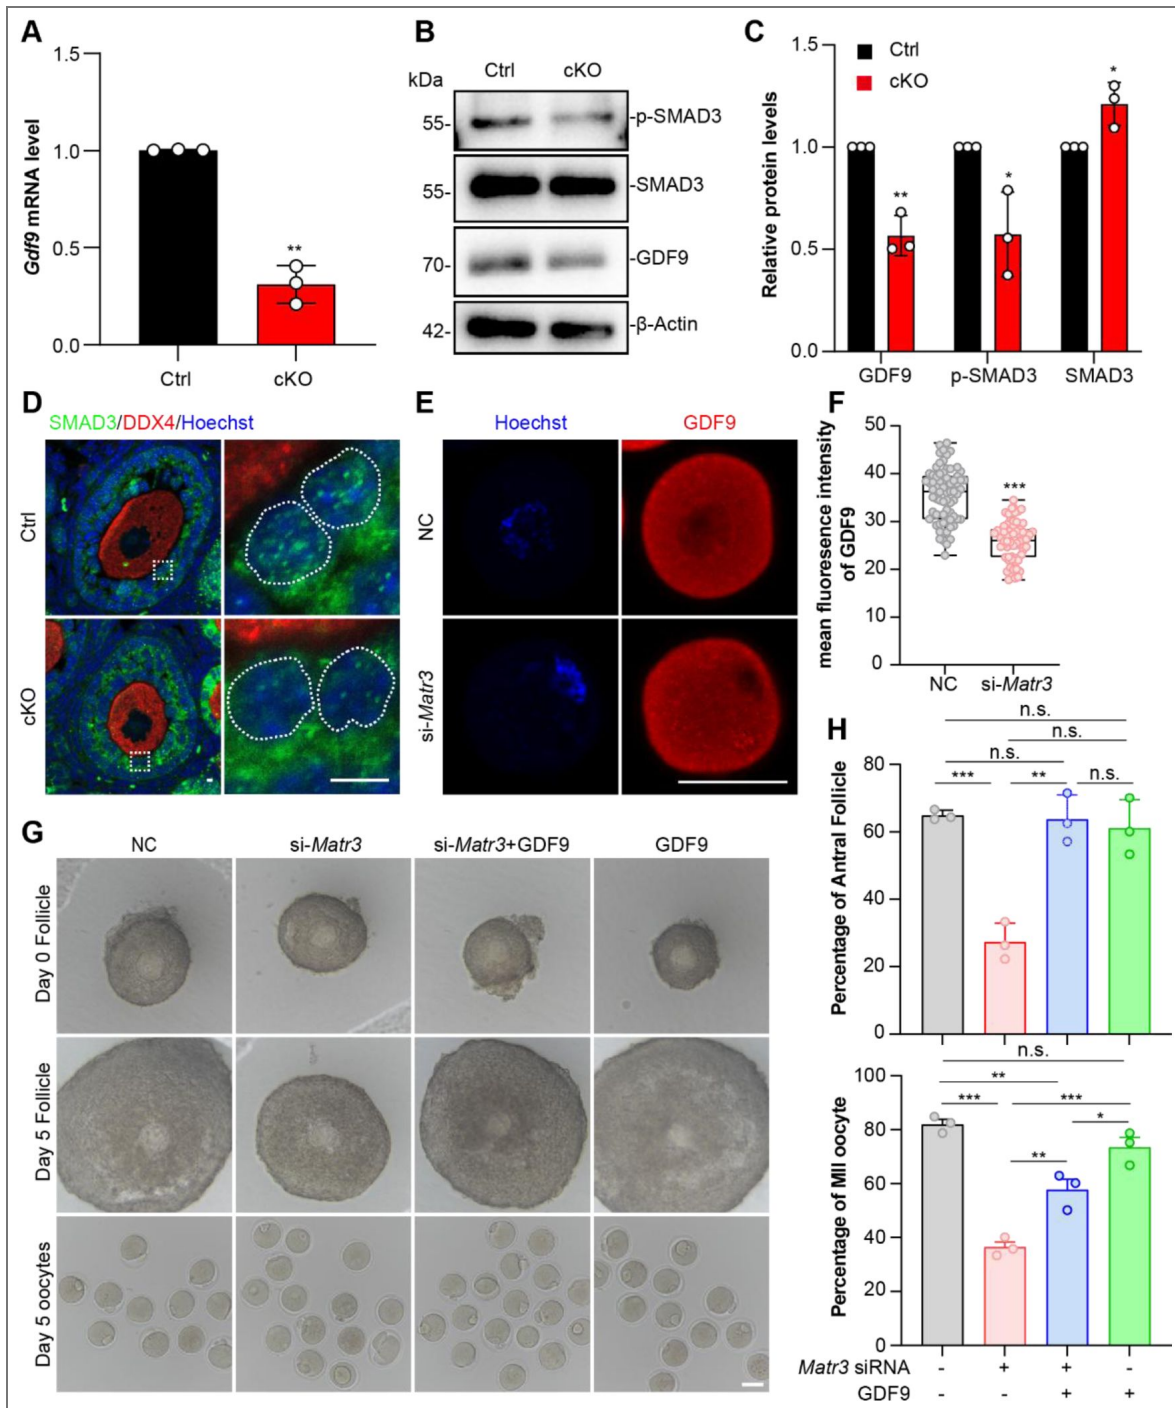 A
1.5
1.0
0.5
0.0
Gdf9 mRNA level
**
Ctrl
cKO
B
kDa
Ctrl
cKO
55-
-p-SMAD3
55-
-SMAD3
70-
-GDF9
42-
-β-Actin
C
1.5
1.0
0.5
0.0
Relative protein levels
Ctrl
cKO
**
*
*
GDF9
p-SMAD3
SMAD3
D
SMAD3/DDX4/Hoechst
Ctrl
cKO
E
Hoechst
GDF9
NC
si-Matr3
F
50
40
30
20
10
0
mean fluoresence intensity
of GDF9
***
NC
si-Matr3
G
NC
si-Matr3
si-Matr3+GDF9
GDF9
Day 0 Follicle
Day 5 Follicle
Day 5 oocytes
H
n.s.
n.s.
n.s.
***
**
n.s.
80
60
40
20
0
Percentage of Antral Follicle
n.s.
**
***
***
*
**
100
80
60
40
20
0
Percentage of MII oocyte
Matr3 siRNA - + + -
GDF9 - - + +